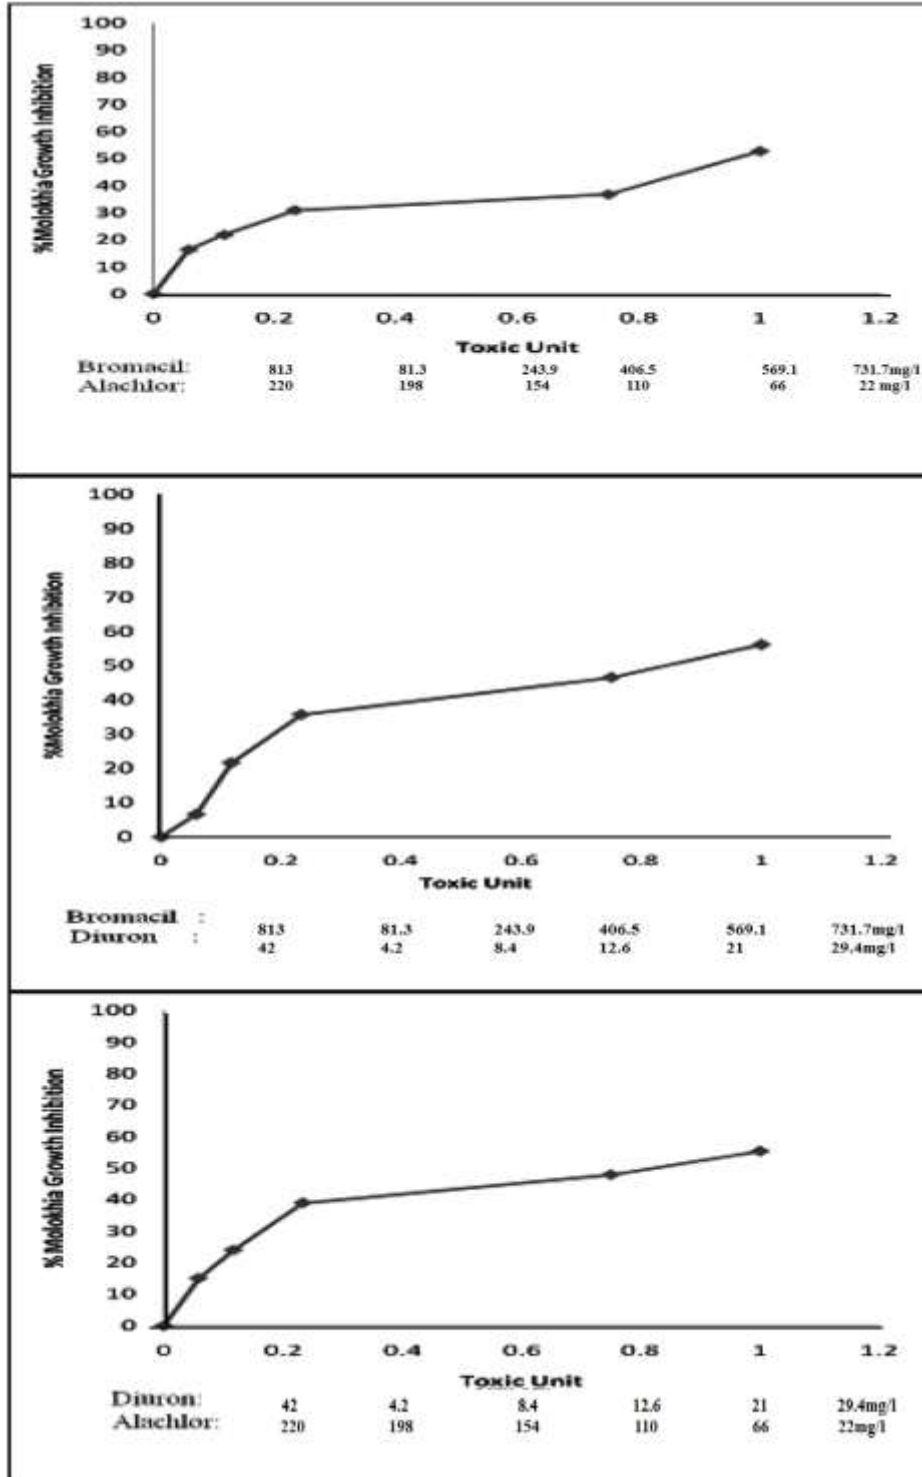 %Molokhia Growth Inhibition
100
90
80
70
60
50
40
30
20
10
0
0 0.2 0.4 0.6 0.8 1 1.2
Toxic Unit
Bromacil: 813 81.3 243.9 406.5 569.1 731.7mg/l
Alachlor: 220 198 154 110 66 22 mg/l
%Molokhia Growth Inhibition
100
90
80
70
60
50
40
30
20
10
0
0 0.2 0.4 0.6 0.8 1 1.2
Toxic Unit
Bromacil : 813 81.3 243.9 406.5 569.1 731.7mg/l
Diuron : 42 4.2 8.4 12.6 21 29.4mg/l
% Molokhia Growth Inhibition
100
90
80
70
60
50
40
30
20
10
0
0 0.2 0.4 0.6 0.8 1 1.2
Toxic Unit
Diuron: 42 4.2 8.4 12.6 21 29.4mg/l
Alachlor: 220 198 154 110 66 22mg/l